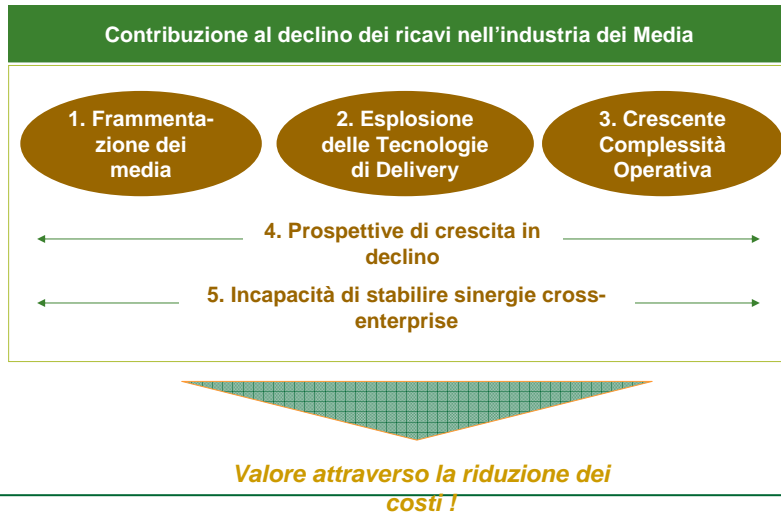 Contribuzione al declino dei ricavi nell'industria dei Media
1. Frammenta-
zione dei
media
2. Esplosione
delle Tecnologie
di Delivery
3. Crescente
Complessità
Operativa
4. Prospettive di crescita in
declino
5. Incapacità di stabilire sinergie cross-
enterprise
Valore attraverso la riduzione dei
costi !